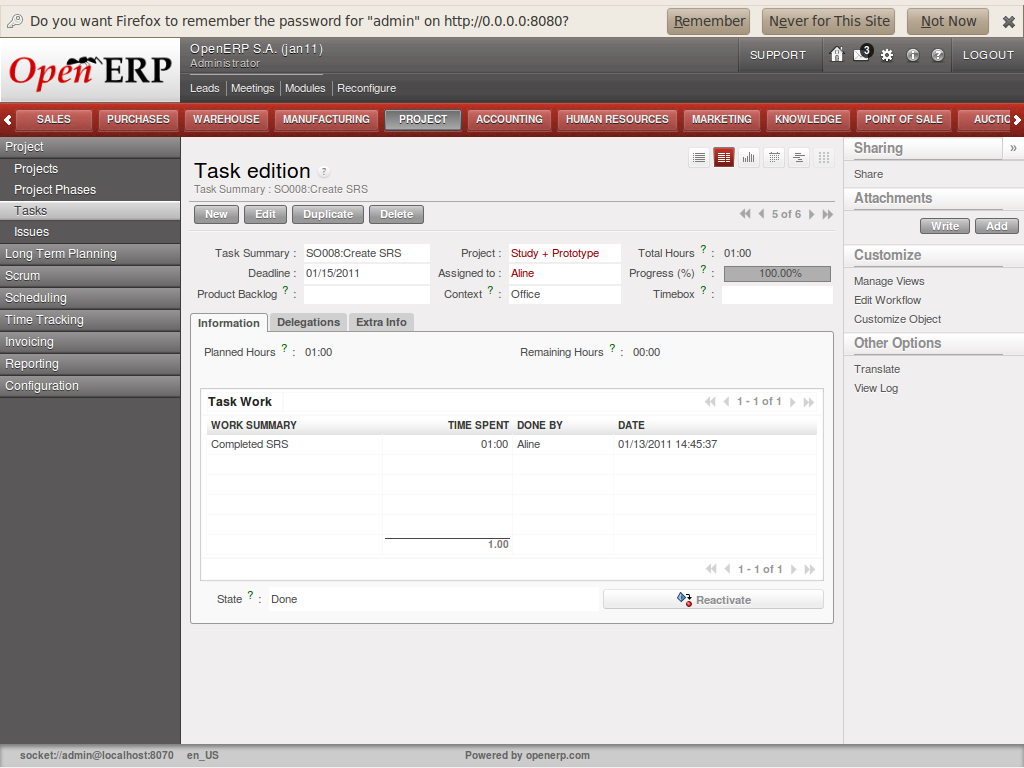 Do you want Firefox to remember the password for "admin" on http://0.0.0.0:8080? Remember Never for This Site Not Now
Open ERP
OpenERP S.A. (jan11)
Administrator
SUPPORT 3 LOGOUT
Leads Meetings Modules Reconfigure
SALES PURCHASES WAREHOUSE MANUFACTURING PROJECT ACCOUNTING HUMAN RESOURCES MARKETING KNOWLEDGE POINT OF SALE AUCTIO
Project
Projects
Project Phases
Tasks
Issues
Long Term Planning
Scrum
Scheduling
Time Tracking
Invoicing
Reporting
Configuration
Task edition ?
Task Summary : SO008:Create SRS
New Edit Duplicate Delete 5 of 6
Task Summary : SO008:Create SRS Project : Study + Prototype Total Hours ? : 01:00
Deadline : 01/15/2011 Assigned to : Aline Progress (%) ? : 100.00%
Product Backlog ? : Context ? : Office Timebox ? :
Information Delegations Extra Info
Planned Hours ? : 01:00 Remaining Hours ? : 00:00
Task Work 1 - 1 of 1
WORK SUMMARY TIME SPENT DONE BY DATE
Completed SRS 01:00 Aline 01/13/2011 14:45:37
1.00
1 - 1 of 1
State ? : Done Reactivate
Sharing »
Share
Attachments
Write Add
Customize
Manage Views
Edit Workflow
Customize Object
Other Options
Translate
View Log
socket://admin@localhost:8070 en_US Powered by openerp.com